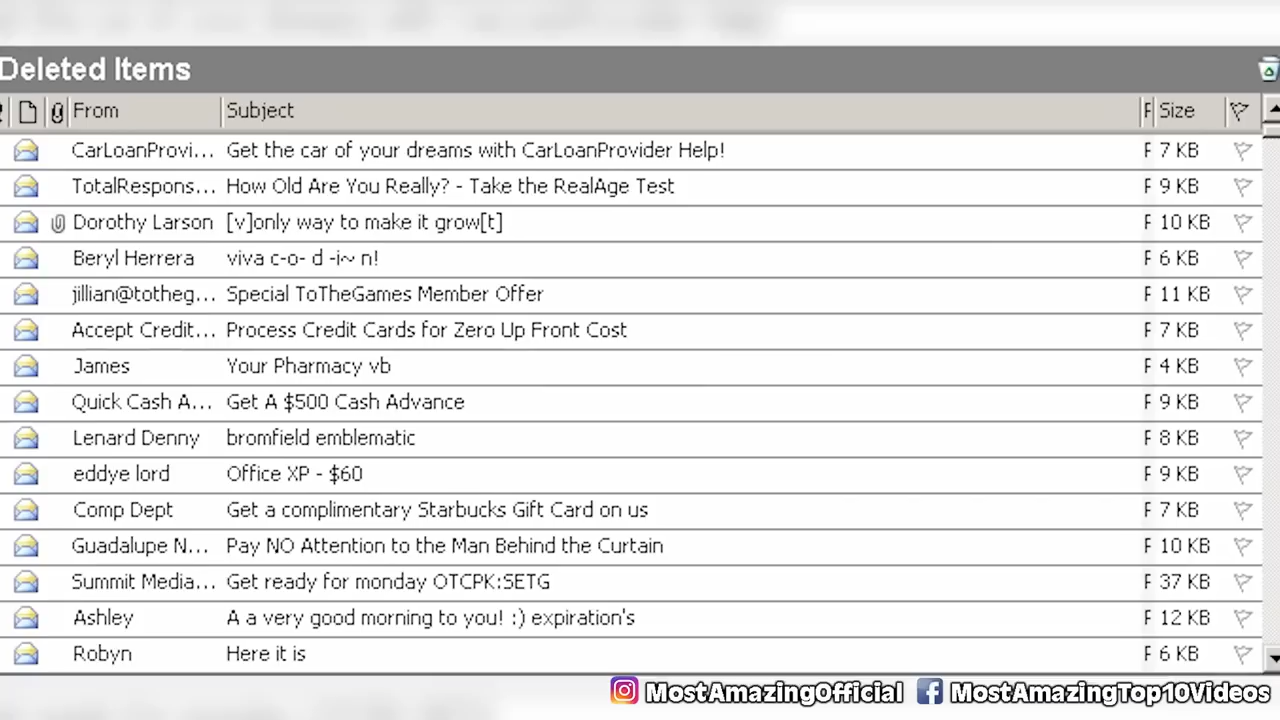 Deleted Items
From Subject Size
CarLoanProvi... Get the car of your dreams with CarLoanProvider Help! F 7 KB
TotalRespons... How Old Are You Really? - Take the RealAge Test F 9 KB
Dorothy Larson [v]only way to make it grow[t] F 10 KB
Beryl Herrera viva c-o- d -i~ n! F 6 KB
jillian@totheg... Special ToTheGames Member Offer F 11 KB
Accept Credit... Process Credit Cards for Zero Up Front Cost F 7 KB
James Your Pharmacy vb F 4 KB
Quick Cash A... Get A $500 Cash Advance F 9 KB
Lenard Denny bromfield emblematic F 8 KB
eddye lord Office XP - $60 F 9 KB
Comp Dept Get a complimentary Starbucks Gift Card on us F 7 KB
Guadalupe N... Pay NO Attention to the Man Behind the Curtain F 10 KB
Summit Media... Get ready for monday OTCPK:SETG F 37 KB
Ashley A a very good morning to you! :) expiration's F 12 KB
Robyn Here it is F 6 KB
MostAmazingOfficial MostAmazingTop10Videos